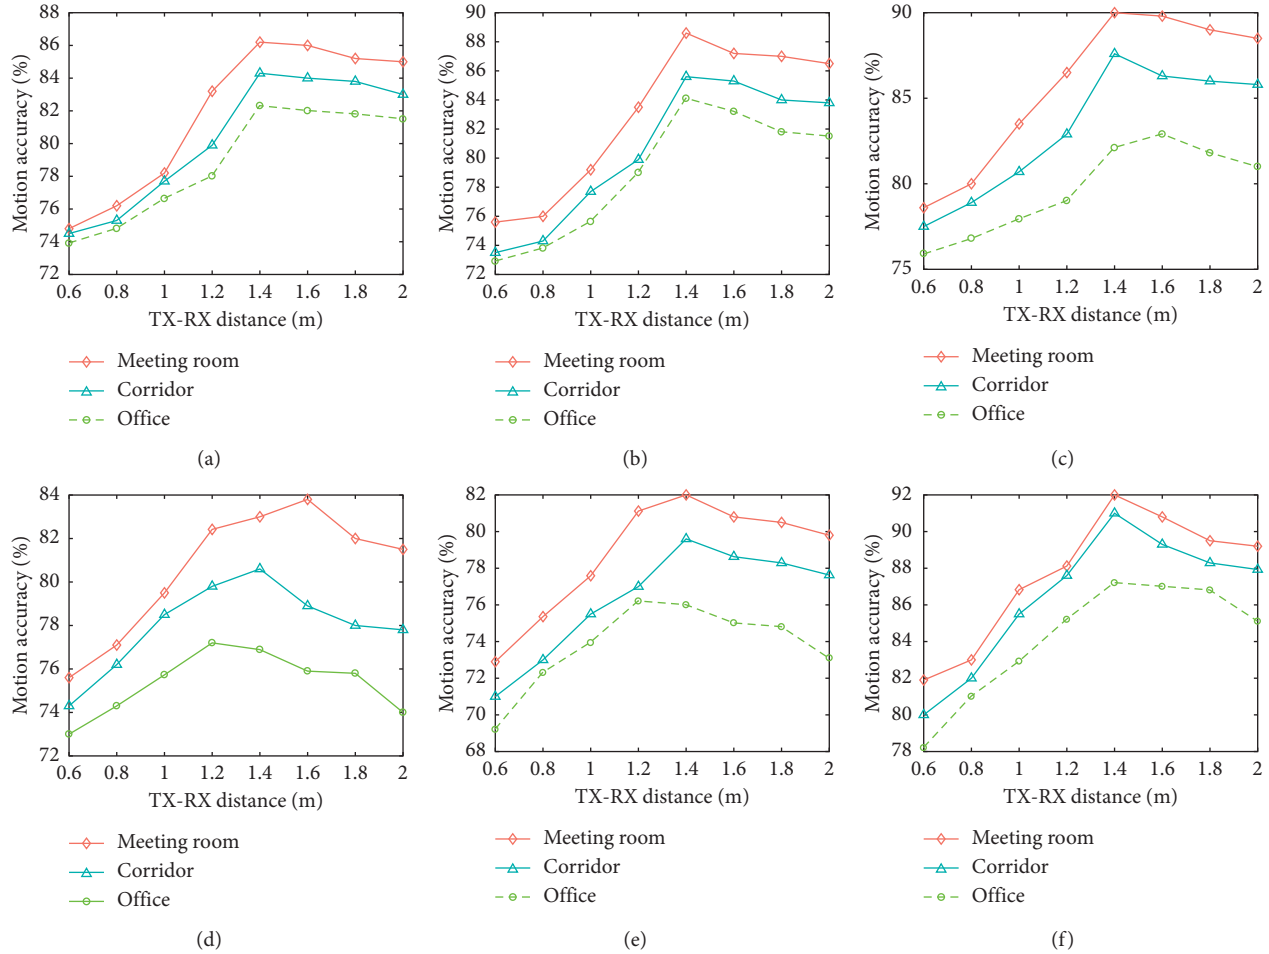 88
86
84
82
80
78
76
74
72
Motion accuracy (%)
0.6 0.8 1 1.2 1.4 1.6 1.8 2
TX-RX distance (m)
Meeting room
Corridor
Office
(a)
90
88
86
84
82
80
78
76
74
72
Motion accuracy (%)
0.6 0.8 1 1.2 1.4 1.6 1.8 2
TX-RX distance (m)
Meeting room
Corridor
Office
(b)
90
85
80
75
Motion accuracy (%)
0.6 0.8 1 1.2 1.4 1.6 1.8 2
TX-RX distance (m)
Meeting room
Corridor
Office
(c)
84
82
80
78
76
74
72
Motion accuracy (%)
0.6 0.8 1 1.2 1.4 1.6 1.8 2
TX-RX distance (m)
Meeting room
Corridor
Office
(d)
82
80
78
76
74
72
70
68
Motion accuracy (%)
0.6 0.8 1 1.2 1.4 1.6 1.8 2
TX-RX distance (m)
Meeting room
Corridor
Office
(e)
92
90
88
86
84
82
80
78
Motion accuracy (%)
0.6 0.8 1 1.2 1.4 1.6 1.8 2
TX-RX distance (m)
Meeting room
Corridor
Office
(f)